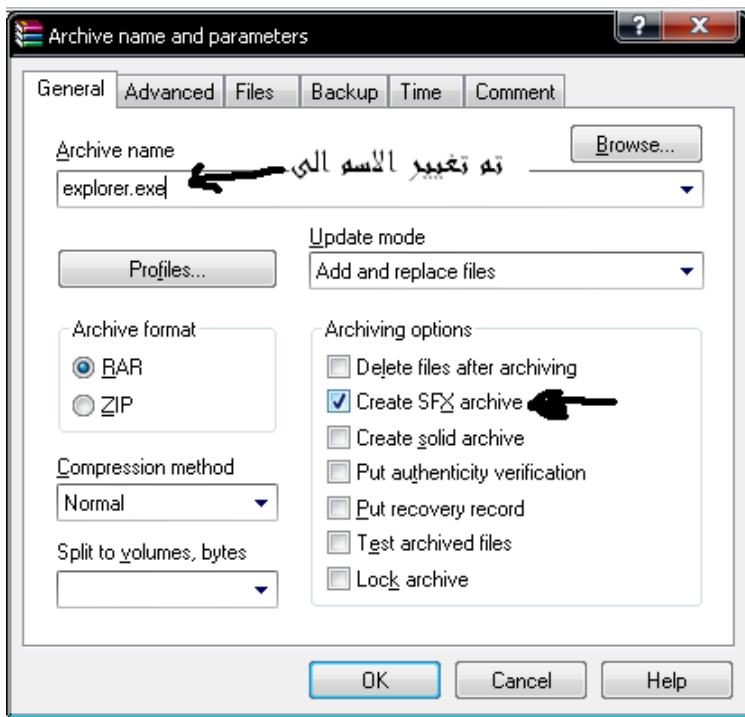 Archive name and parameters
General Advanced Files Backup Time Comment
Archive name
تم تغيير الاسم الى
Browse...
explorer.exe
Profiles...
Update mode
Add and replace files
Archive format
RAR
ZIP
Compression method
Normal
Split to volumes, bytes
Archiving options
Delete files after archiving
Create SFX archive
Create solid archive
Put authenticity verification
Put recovery record
Test archived files
Lock archive
OK Cancel Help